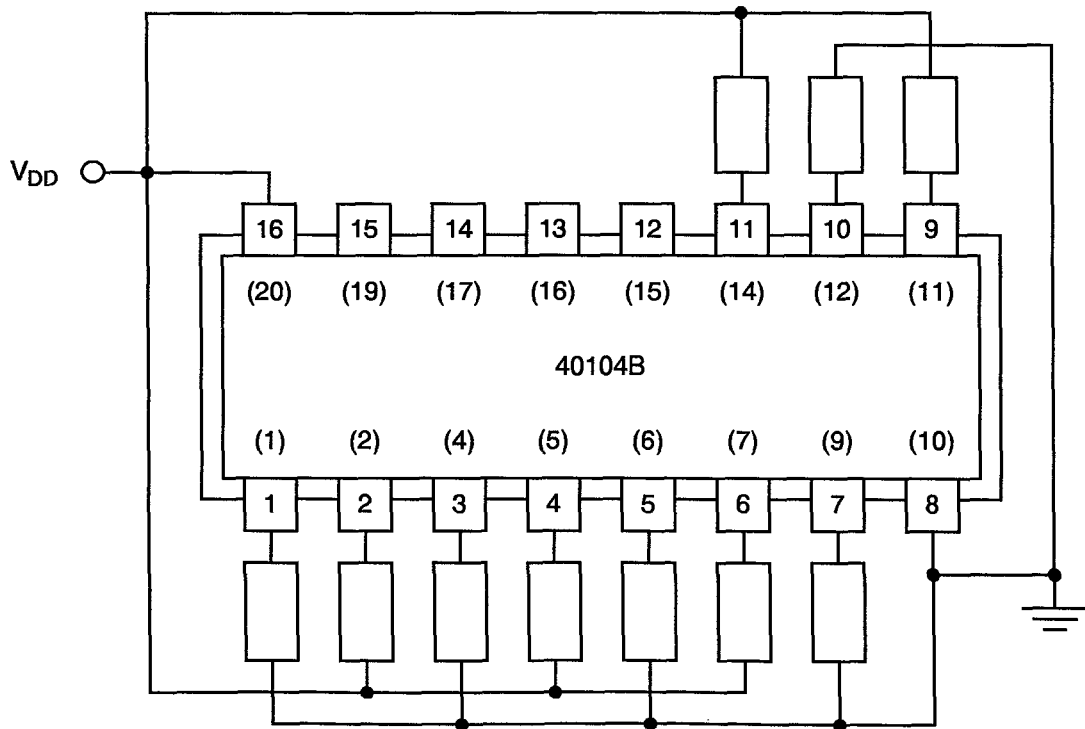 V_DD
16 15 14 13 12 11 10 9
(20) (19) (17) (16) (15) (14) (12) (11)
40104B
(1) (2) (4) (5) (6) (7) (9) (10)
1 2 3 4 5 6 7 8